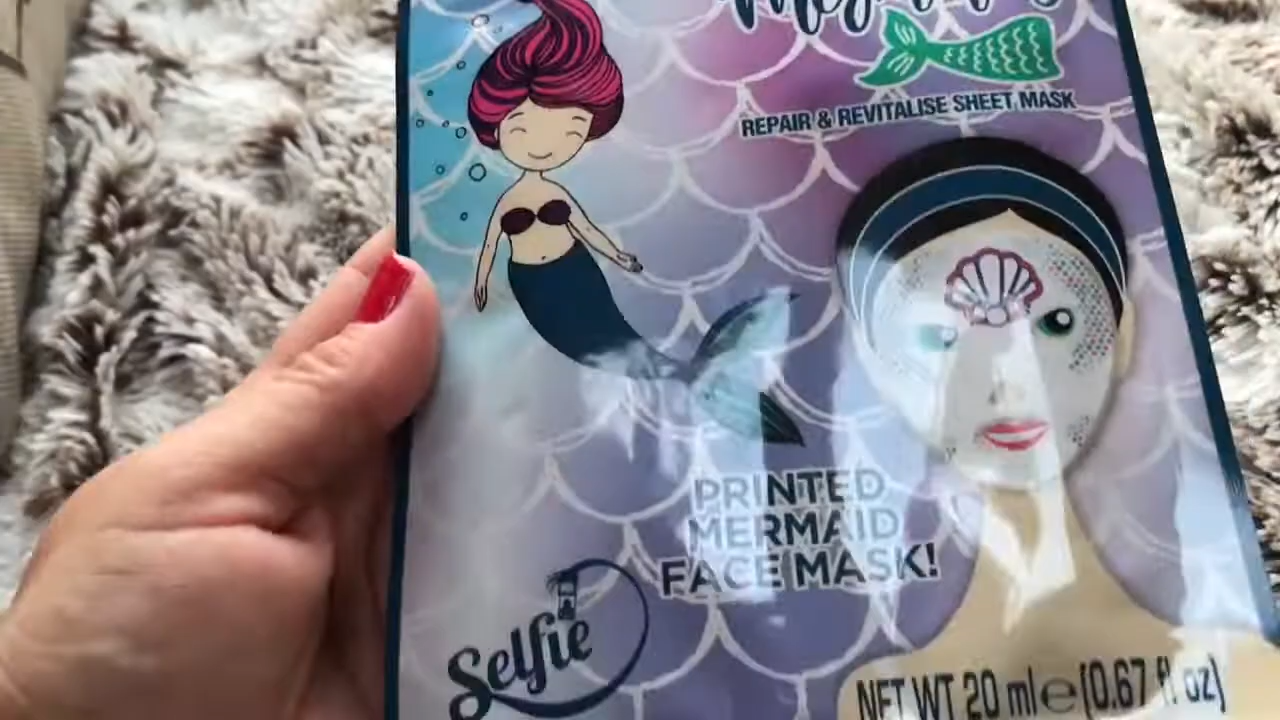 REPAIR & REVITALISE SHEET MASK
PRINTED
MERMAID
FACE MASK!
Selfie
NET WT 20 ml e (0.67 fl oz)